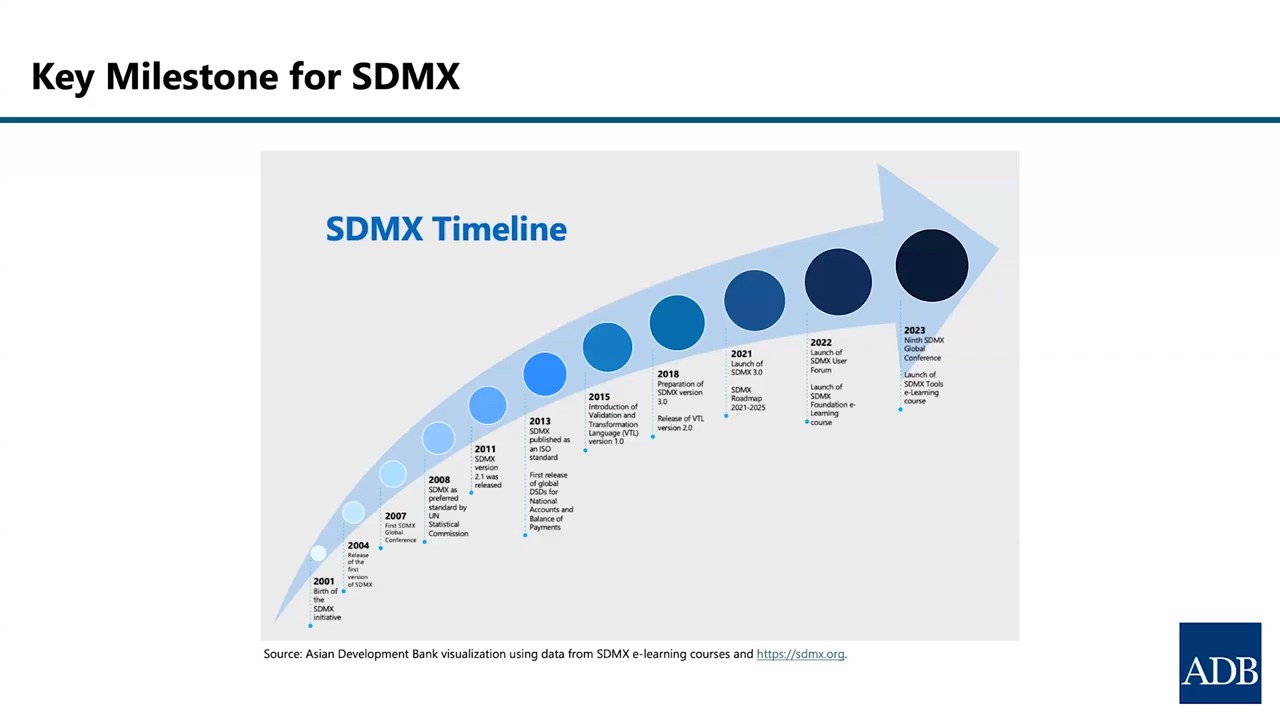 Key Milestone for SDMX
SDMX Timeline
2001
Birth of
the
SDMX
initiative
2004
Release
of the
first
version
of SDMX
2007
First SDMX
Global
Conference
2008
SDMX as
preferred
standard by
UN
Statistical
Commission
2011
SDMX
version
2.1 was
released
2013
SDMX
published as
an ISO
standard
First release
of global
DSDs for
National
Accounts and
Balance of
Payments
2015
Introduction of
Validation and
Transformation
Language (VTL)
version 1.0
2018
Preparation of
SDMX version
3.0
Release of VTL
version 2.0
2021
Launch of
SDMX 3.0
SDMX
Roadmap
2021-2025
2022
Launch of
SDMX User
Forum
Launch of
SDMX
Foundation e-
Learning
course
2023
Ninth SDMX
Global
Conference
Launch of
SDMX Tools
e-Learning
course
Source: Asian Development Bank visualization using data from SDMX e-learning courses and https://sdmx.org.
ADB